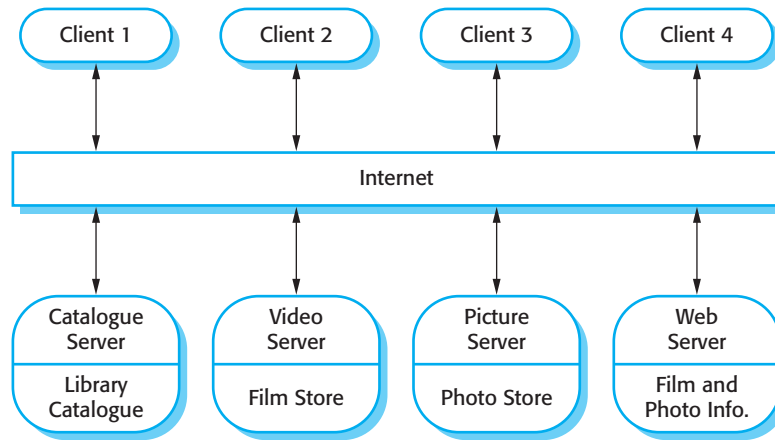 Client 1
Client 2
Client 3
Client 4
Internet
Catalogue
Server
Library
Catalogue
Video
Server
Film Store
Picture
Server
Photo Store
Web
Server
Film and
Photo Info.